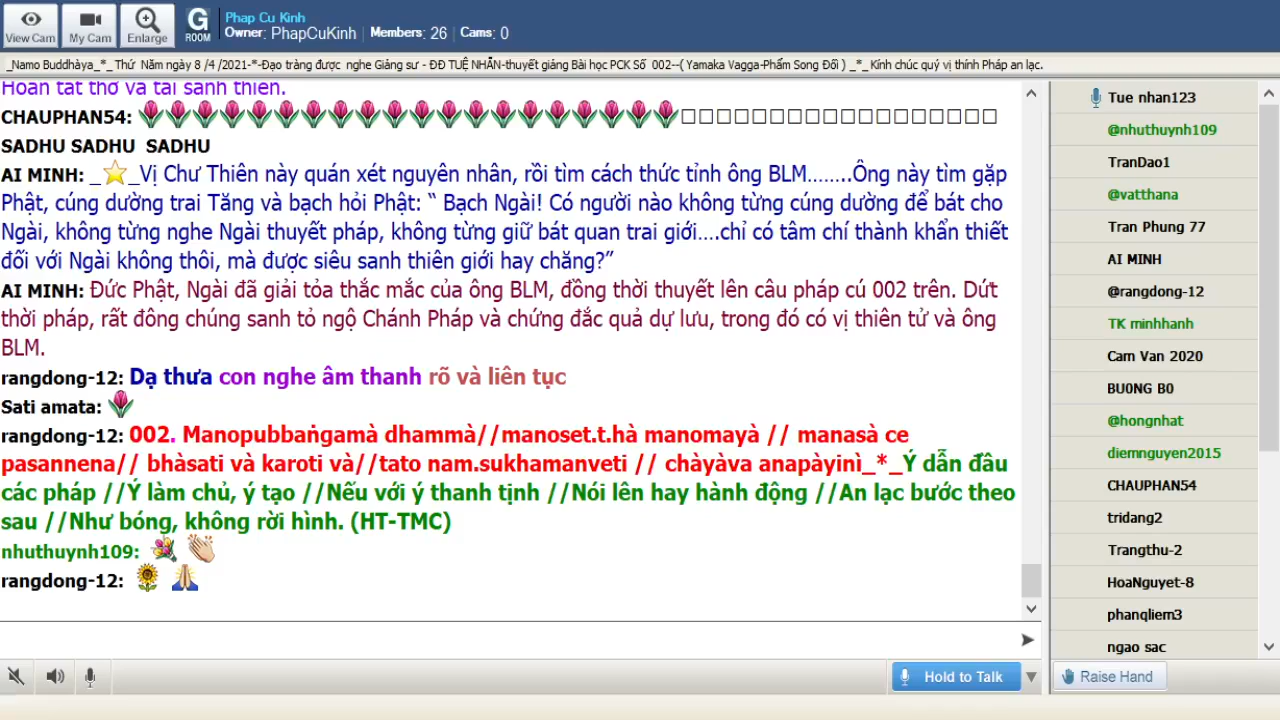 View Cam
My Cam
Enlarge
G
ROOM
Phap Cu Kinh
Owner: PhapCuKinh | Members: 26 | Cams: 0
_Namo Buddhàya_*_ Thứ Năm ngày 8 /4 /2021-*-Đạo tràng được nghe Giảng sư - ĐĐ TUỆ NHẪN-thuyết giảng Bài học PCK Số 002--( Yamaka Vagga-Phẩm Song Đối ) _*_ Kính chúc quý vị thính Pháp an lạc.
CHAUPHAN54:
SADHU SADHU SADHU
AI MINH: _⭐_Vị Chư Thiên này quán xét nguyên nhân, rồi tìm cách thức tỉnh ông BLM........Ông này tìm gặp
Phật, cúng dường trai Tăng và bạch hỏi Phật: “ Bạch Ngài! Có người nào không từng cúng dường để bát cho
Ngài, không từng nghe Ngài thuyết pháp, không từng giữ bát quan trai giới....chỉ có tâm chí thành khẩn thiết
đối với Ngài không thôi, mà được siêu sanh thiên giới hay chăng?”
AI MINH: Đức Phật, Ngài đã giải tỏa thắc mắc của ông BLM, đồng thời thuyết lên câu pháp cú 002 trên. Dứt
thời pháp, rất đông chúng sanh tỏ ngộ Chánh Pháp và chứng đắc quả dự lưu, trong đó có vị thiên tử và ông
BLM.
rangdong-12: Dạ thưa con nghe âm thanh rõ và liên tục
Sati amata:
rangdong-12: 002. Manopubbaṅgamà dhammà//manoset.t.hà manomayà // manasà ce
pasannena// bhàsati và karoti và//tato nam.sukhamanveti // chàyàva anapàyinì_*_Ý dẫn đầu
các pháp //Ý làm chủ, ý tạo //Nếu với ý thanh tịnh //Nói lên hay hành động //An lạc bước theo
sau //Như bóng, không rời hình. (HT-TMC)
nhuthuynh109:
rangdong-12:
Hold to Talk
Tue nhan123
@nhuthuynh109
TranDao1
@vatthana
Tran Phung 77
AI MINH
@rangdong-12
TK minhhanh
Cam Van 2020
BU0NG B0
@hongnhat
diemnguyen2015
CHAUPHAN54
tridang2
Trangthu-2
HoaNguyet-8
phanqliem3
ngao sac
Raise Hand